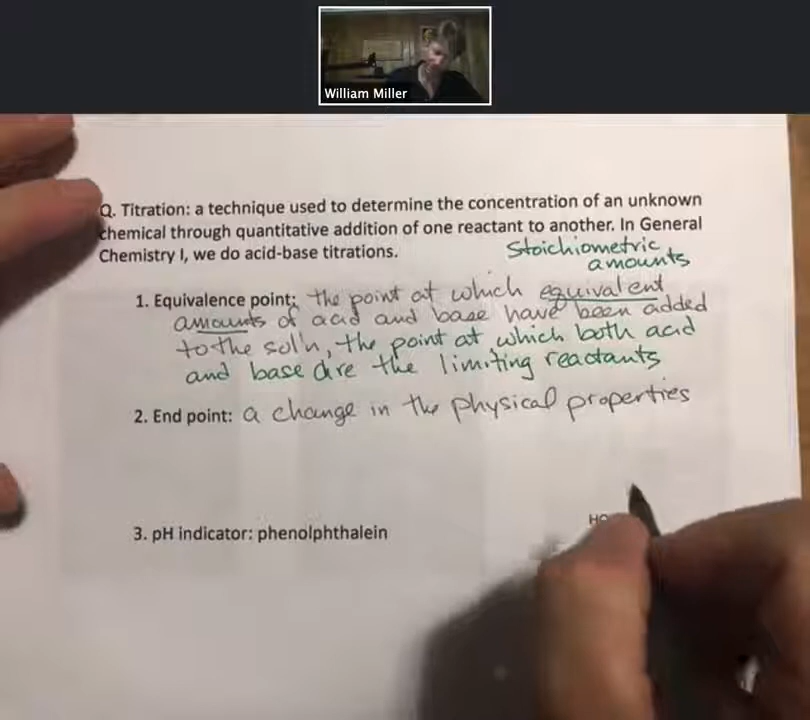 William Miller
Q. Titration: a technique used to determine the concentration of an unknown
chemical through quantitative addition of one reactant to another. In General
Chemistry I, we do acid-base titrations.
Stoichiometric
amounts
1. Equivalence point: the point at which equivalent
amounts of acid and base have been added
to the sol'n, the point at which both acid
and base are the limiting reactants
2. End point: a change in the physical properties
3. pH indicator: phenolphthalein
HO